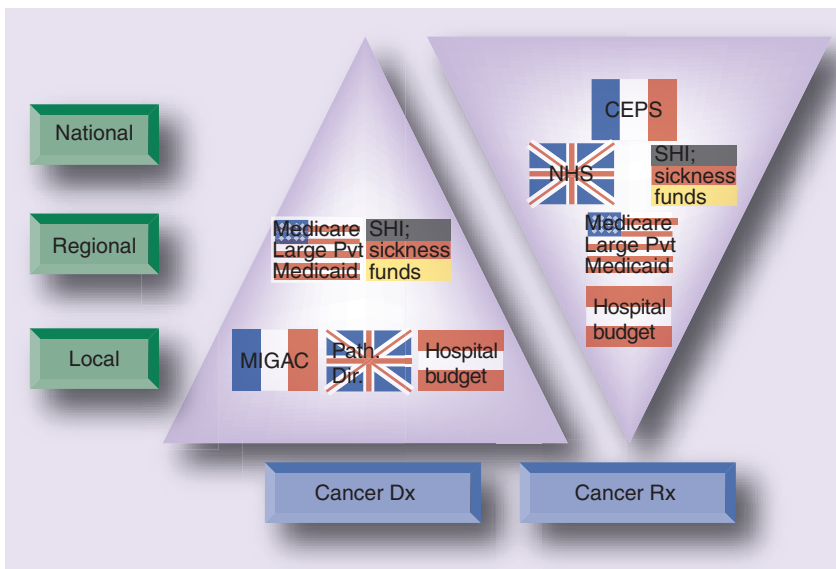 National
Regional
Local
Medicare
Large Pvt
Medicaid
SHI;
sickness
funds
MIGAC
Path.
Dir.
Hospital
budget
CEPS
NHS
SHI;
sickness
funds
Medicare
Large Pvt
Medicaid
Hospital
budget
Cancer Dx
Cancer Rx